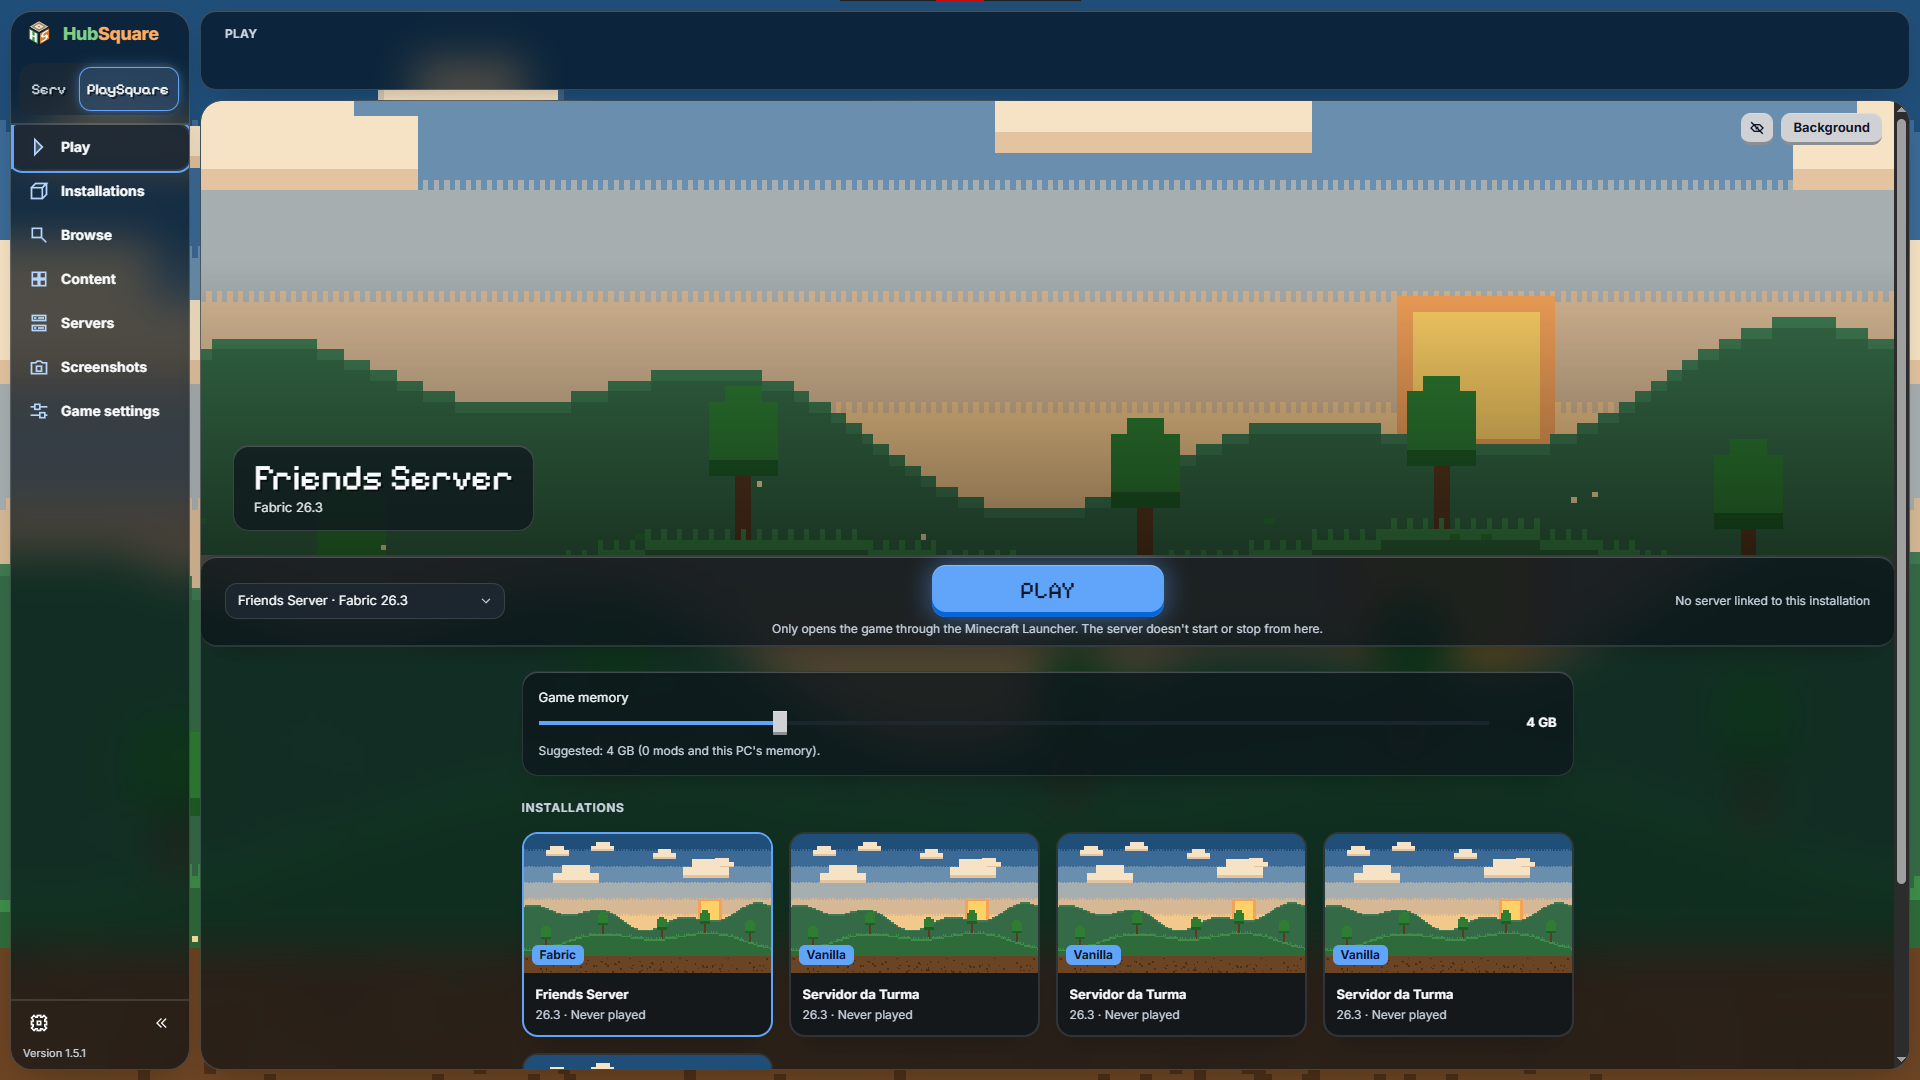 HubSquare
Serv
PlaySquare
Play
Installations
Browse
Content
Servers
Screenshots
Game settings
Version 1.5.1
PLAY
Background
Friends Server
Fabric 26.3
Friends Server · Fabric 26.3
PLAY
Only opens the game through the Minecraft Launcher. The server doesn't start or stop from here.
No server linked to this installation
Game memory
4 GB
Suggested: 4 GB (0 mods and this PC's memory).
INSTALLATIONS
Fabric
Friends Server
26.3 · Never played
Vanilla
Servidor da Turma
26.3 · Never played
Vanilla
Servidor da Turma
26.3 · Never played
Vanilla
Servidor da Turma
26.3 · Never played